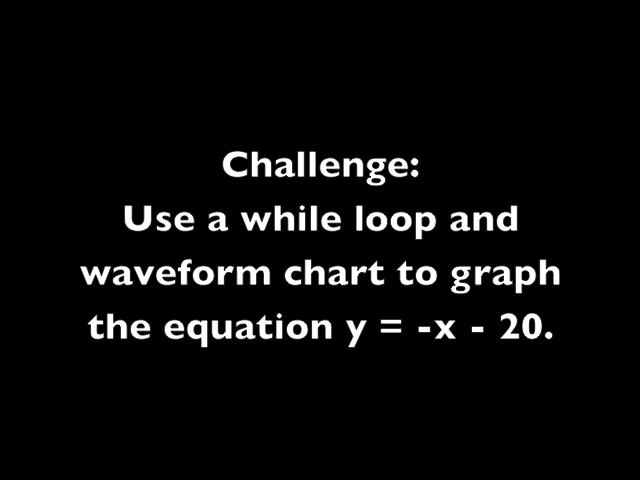 Challenge:
Use a while loop and
waveform chart to graph
the equation y = -x - 20.